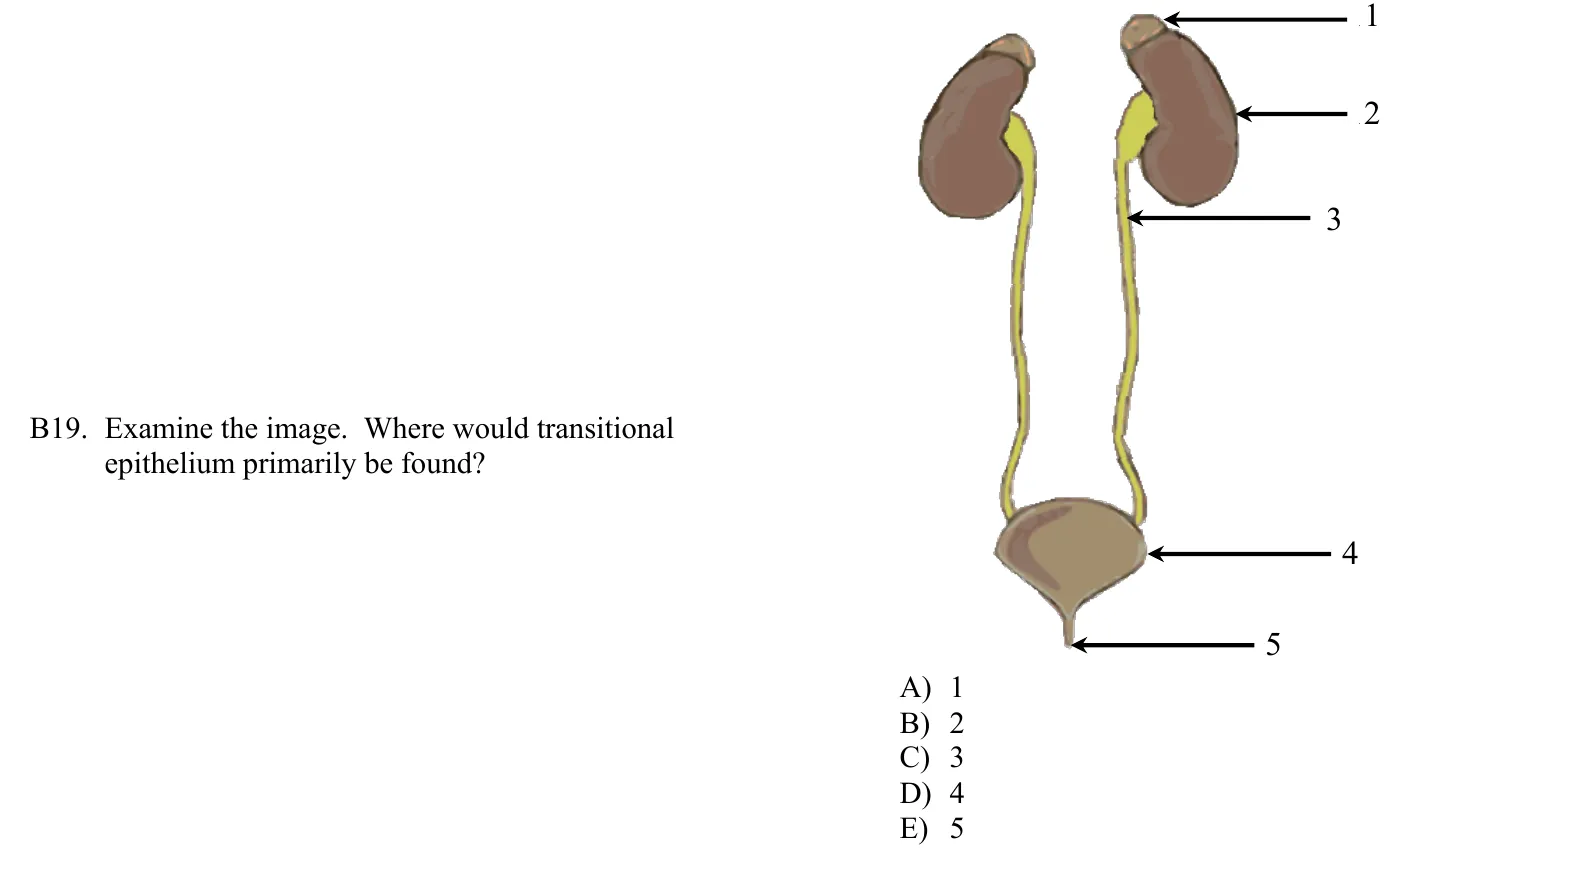 1
2
3
B19. Examine the image. Where would transitional
epithelium primarily be found?
4
5
A) 1
B) 2
C) 3
D) 4
E) 5